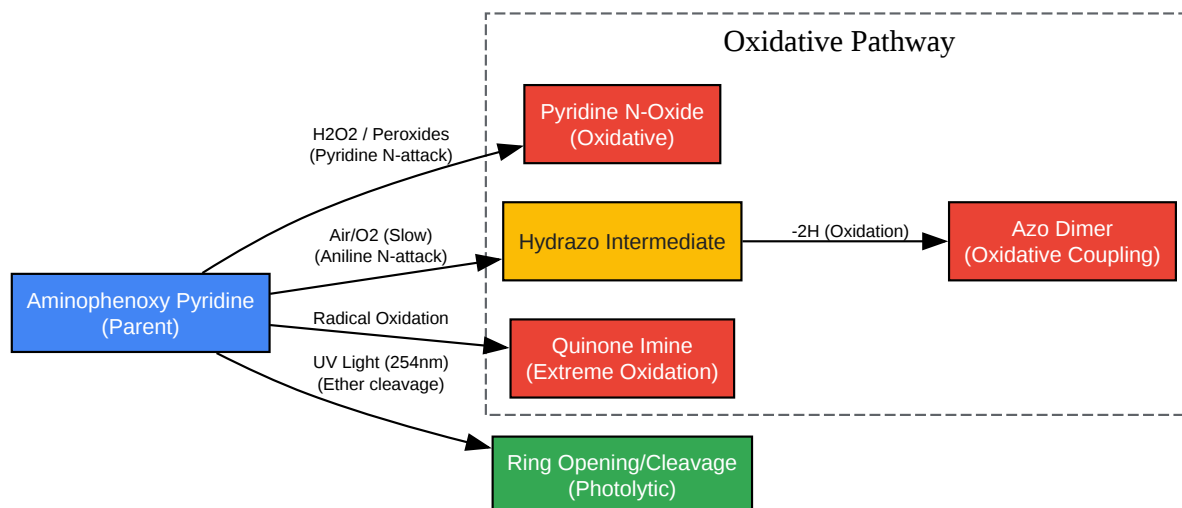 Oxidative Pathway
Pyridine N-Oxide
(Oxidative)
H2O2 / Peroxides
(Pyridine N-attack)
Air/O2 (Slow)
(Aniline N-attack)
Hydrazo Intermediate
-2H (Oxidation)
Azo Dimer
(Oxidative Coupling)
Aminophenoxy Pyridine
(Parent)
Radical Oxidation
Quinone Imine
(Extreme Oxidation)
UV Light (254nm)
(Ether cleavage)
Ring Opening/Cleavage
(Photolytic)